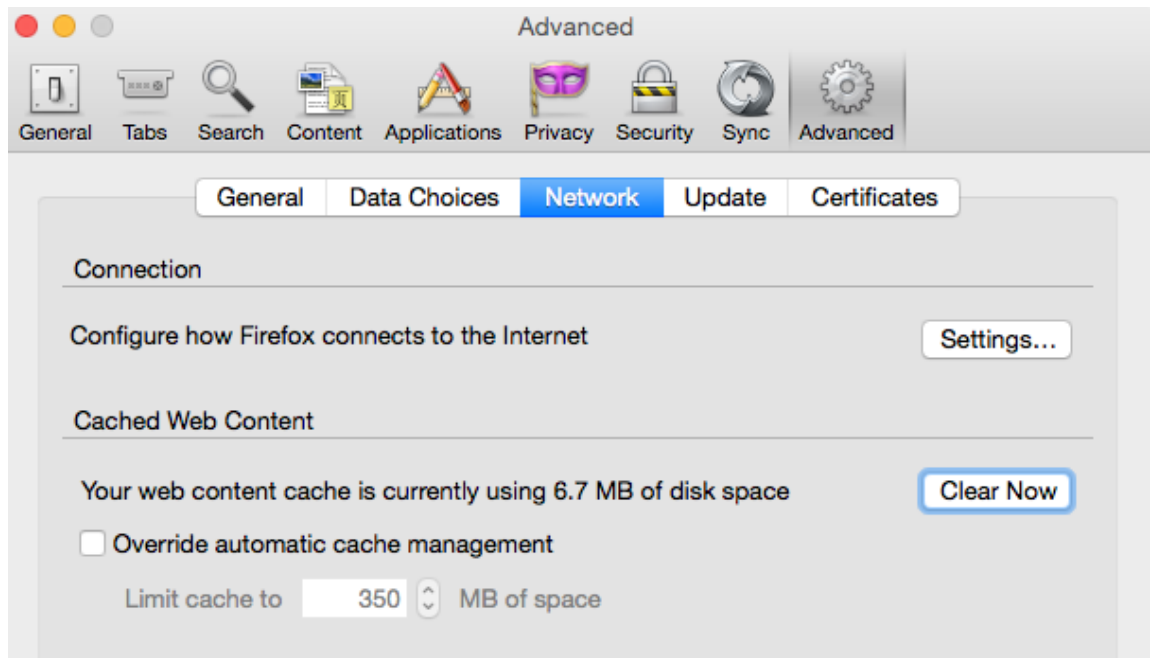 Advanced
General Tabs Search Content Applications Privacy Security Sync Advanced
General Data Choices Network Update Certificates
Connection
Configure how Firefox connects to the Internet Settings...
Cached Web Content
Your web content cache is currently using 6.7 MB of disk space Clear Now
Override automatic cache management
Limit cache to 350 MB of space